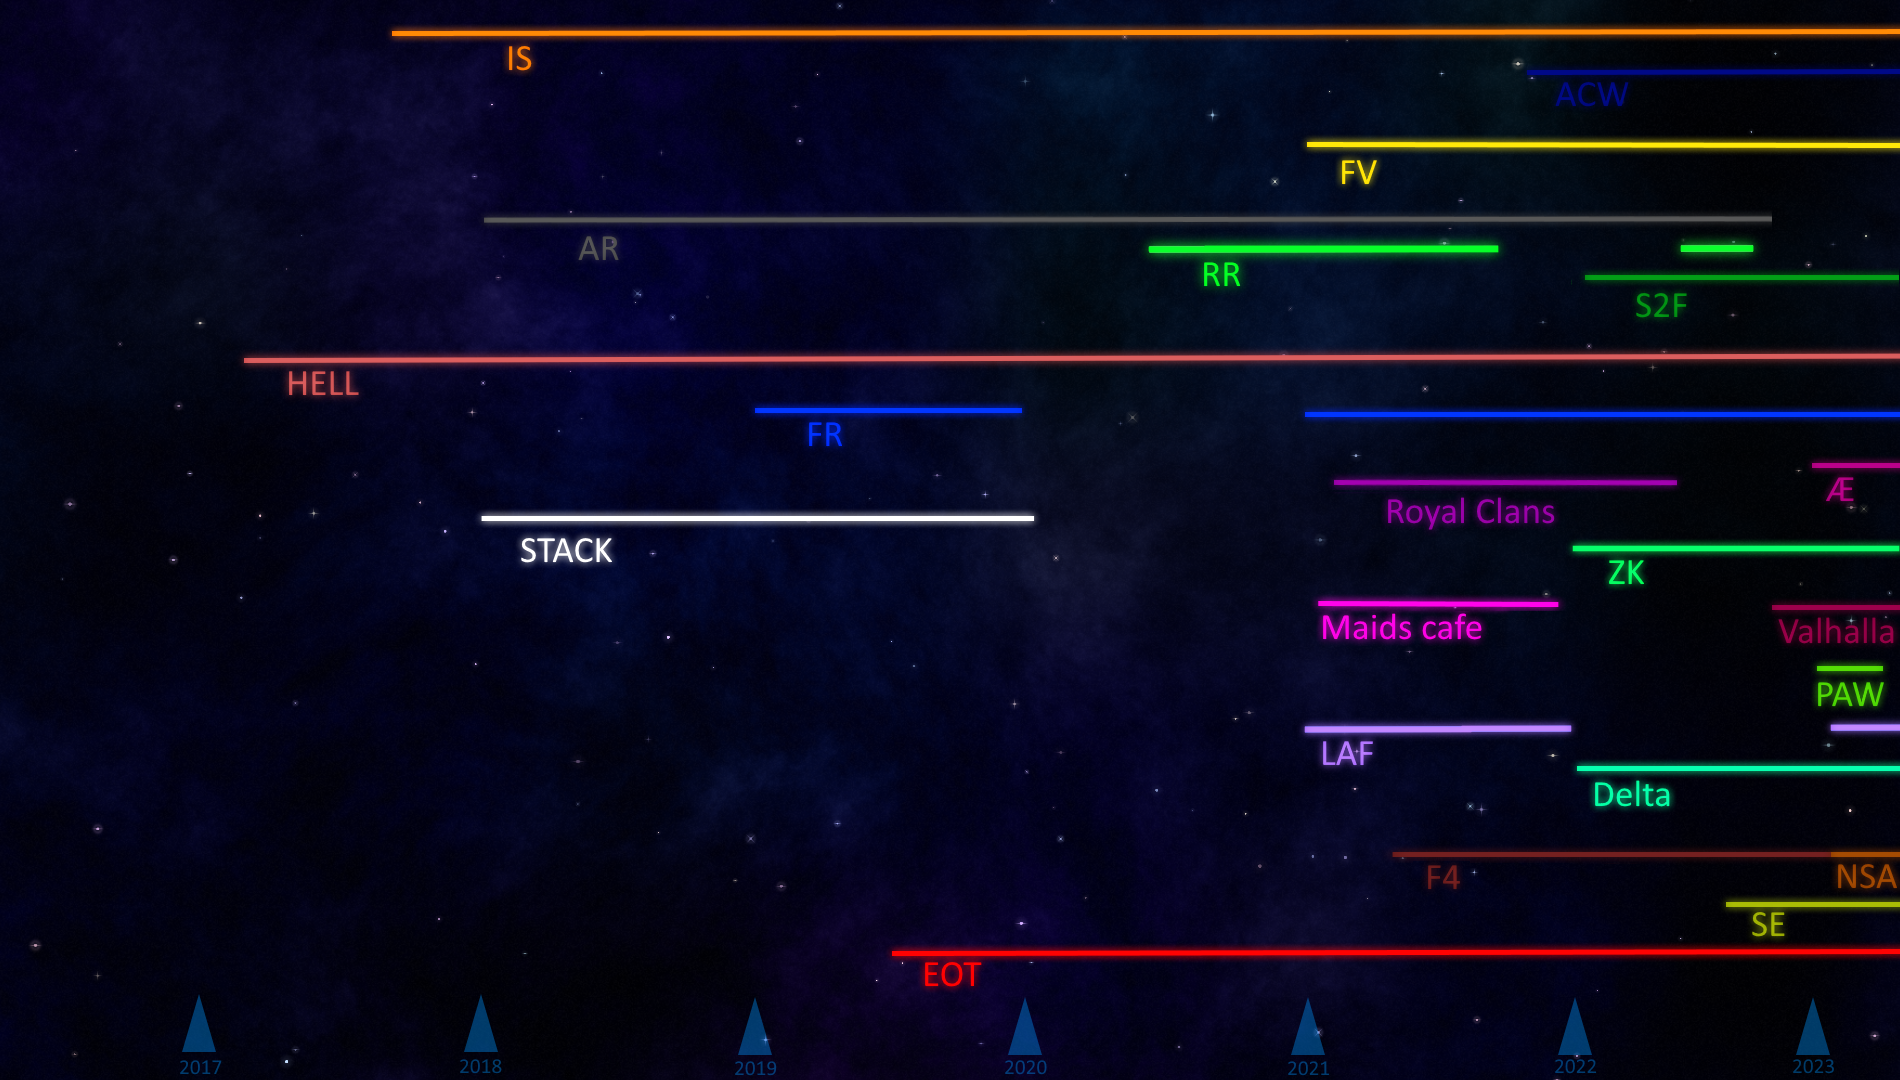 IS
ACW
FV
AR
RR
S2F
HELL
FR
Æ
Royal Clans
STACK
ZK
Maids cafe
Valhalla
PAW
LAF
Delta
F4
NSA
SE
EOT
2017 2018 2019 2020 2021 2022 2023